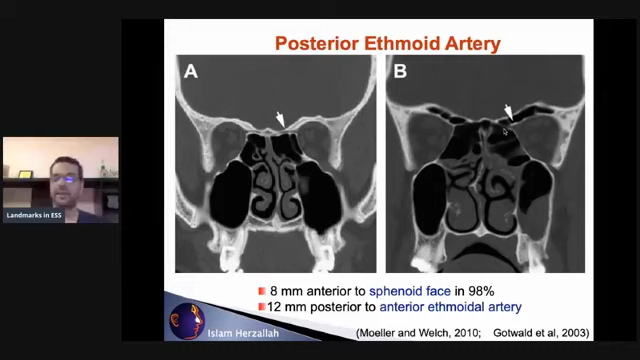 Posterior Ethmoid Artery
A
B
Landmarks in ESS
8 mm anterior to sphenoid face in 98%
12 mm posterior to anterior ethmoidal artery
Islam Herzallah
(Moeller and Welch, 2010; Gotwald et al, 2003)